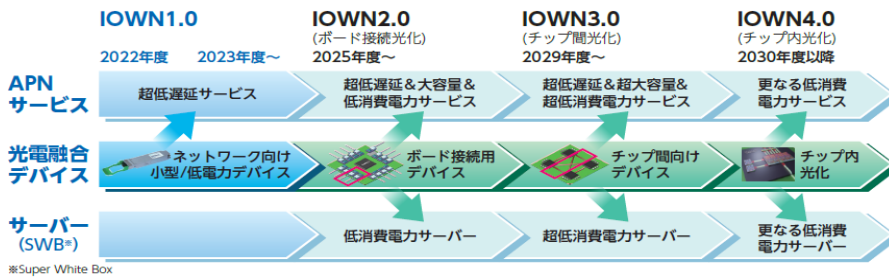 IOWN1.0
2022年度 2023年度～
IOWN2.0
(ボード接続光化)
2025年度～
IOWN3.0
(チップ間光化)
2029年度～
IOWN4.0
(チップ内光化)
2030年度以降
APN
サービス
超低遅延サービス
超低遅延&大容量&
低消費電力サービス
超低遅延&超大容量&
超低消費電力サービス
更なる低消費
電力サービス
光電融合
デバイス
ネットワーク向け
小型/低電力デバイス
ボード接続用
デバイス
チップ間向け
デバイス
チップ内
光化
サーバー
(SWB※)
低消費電力サーバー
超低消費電力サーバー
更なる低消費
電力サーバー
※Super White Box